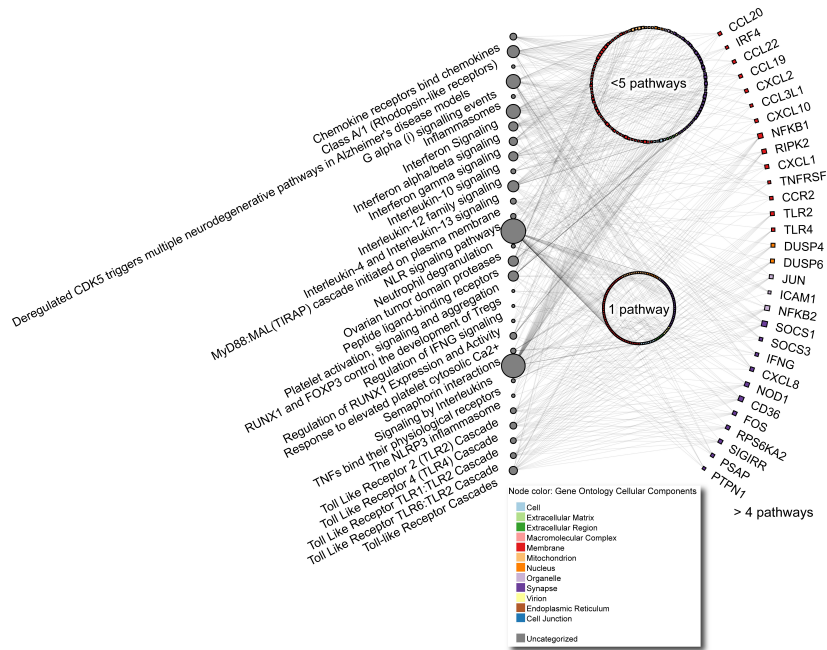 Chemokine receptors bind chemokines
Class A/1 (Rhodopsin-like receptors)
Deregulated CDK5 triggers multiple neurodegenerative pathways in Alzheimer's disease models
G alpha (i) signalling events
Inflammasomes
Interferon Signaling
Interferon alpha/beta signaling
Interferon gamma signaling
Interleukin-10 signaling
Interleukin-12 family signaling
Interleukin-4 and Interleukin-13 signaling
MyD88:MAL(TIRAP) cascade initiated on plasma membrane
NLR signaling pathways
Neutrophil degranulation
Ovarian tumor domain proteases
Peptide ligand-binding receptors
Platelet activation, signaling and aggregation
RUNX1 and FOXP3 control the development of Tregs
Regulation of IFNG signaling
Regulation of RUNX1 Expression and Activity
Response to elevated platelet cytosolic Ca2+
Semaphorin interactions
Signaling by Interleukins
TNFs bind their physiological receptors
The NLRP3 inflammasome
Toll Like Receptor 2 (TLR2) Cascade
Toll Like Receptor 4 (TLR4) Cascade
Toll Like Receptor TLR1:TLR2 Cascade
Toll Like Receptor TLR6:TLR2 Cascade
Toll-like Receptor Cascades
<5 pathways
1 pathway
CCL20
IRF4
CCL22
CCL19
CXCL2
CCL3L1
CXCL10
NFKB1
RIPK2
CXCL1
TNFRSF
CCR2
TLR2
TLR4
DUSP4
DUSP6
JUN
ICAM1
NFKB2
SOCS1
SOCS3
IFNG
CXCL8
NOD1
CD36
FOS
RPS6KA2
SIGIRR
PSAP
PTPN1
> 4 pathways
Node color: Gene Ontology Cellular Components
Cell
Extracellular Matrix
Extracellular Region
Macromolecular Complex
Membrane
Mitochondrion
Nucleus
Organelle
Synapse
Virion
Endoplasmic Reticulum
Cell Junction
Uncategorized